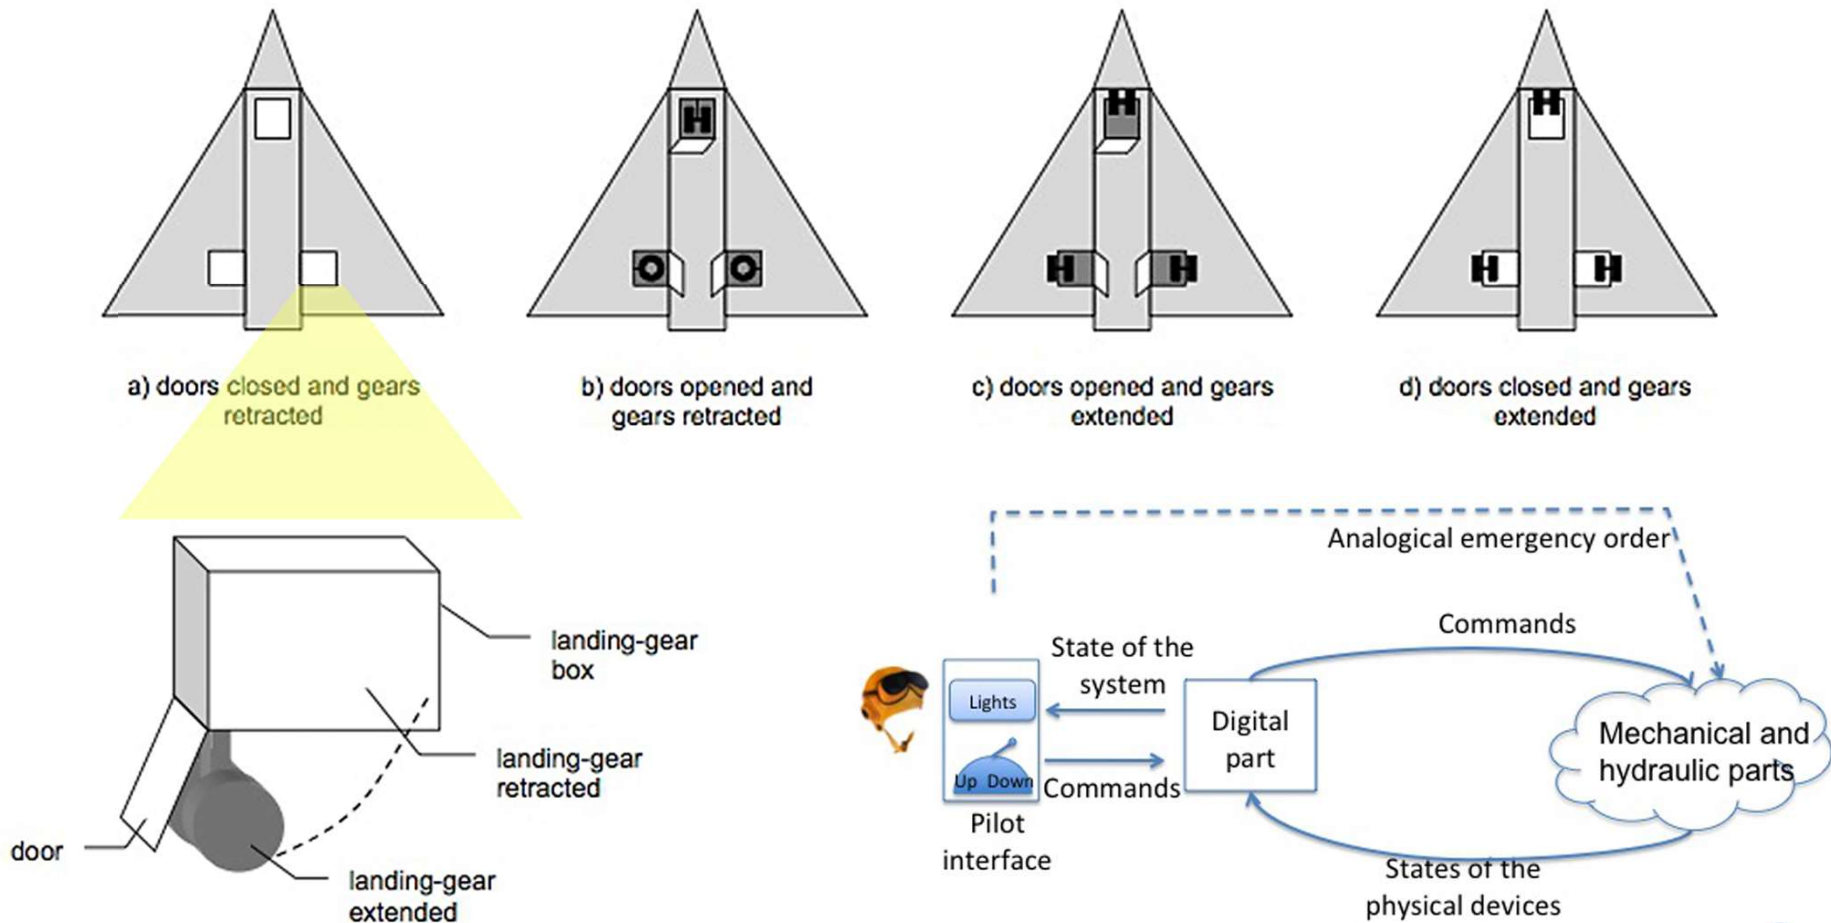 a) doors closed and gears
retracted
b) doors opened and
gears retracted
c) doors opened and gears
extended
d) doors closed and gears
extended
landing-gear
box
landing-gear
retracted
door
landing-gear
extended
Analogical emergency order
Commands
State of the
system
Lights
Up Down
Commands
Pilot
interface
Digital
part
Mechanical and
hydraulic parts
States of the
physical devices